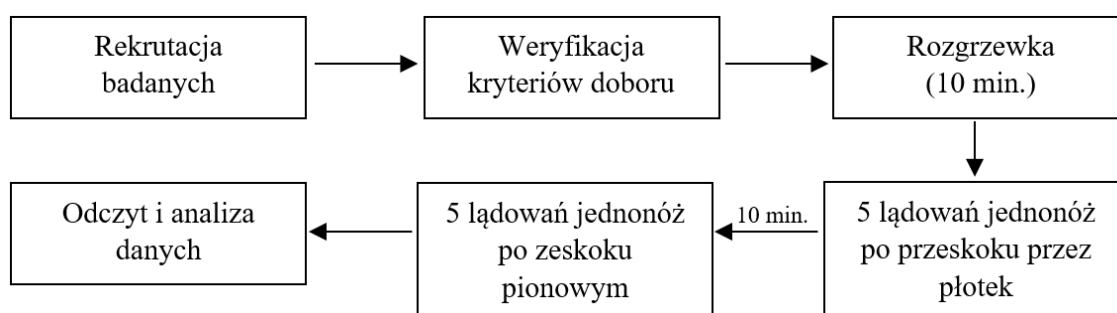 Rekrutacja
badanych
Weryfikacja
kryteriów doboru
Rozgrzewka
(10 min.)
5 lądowań jednonóż
po przeskoku przez
płotek
10 min.
5 lądowań jednonóż
po zeskoku
pionowym
Odczyt i analiza
danych